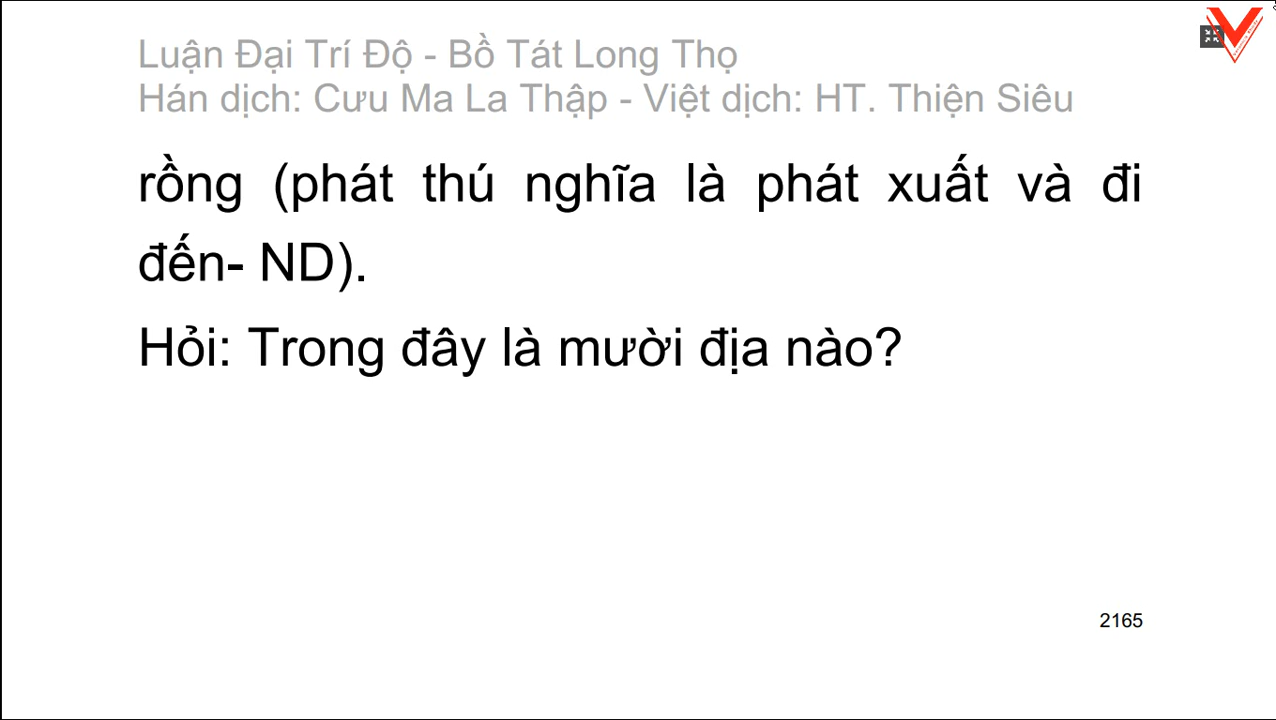 Luận Đại Trí Độ - Bồ Tát Long Thọ
Hán dịch: Cưu Ma La Thập - Việt dịch: HT. Thiện Siêu
rồng (phát thú nghĩa là phát xuất và đi
đến- ND).
Hỏi: Trong đây là mười địa nào?
2165